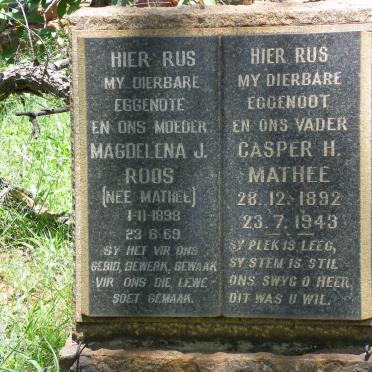 HIER RUS
MY DIERBARE
EGGENOTE
EN ONS MOEDER
MAGDELENA J.
ROOS
(NEE MATHEE)
1-11-1898
23-6-69
SY HET VIR ONS
GEBID, GEWERK, GEWAAK
VIR ONS DIE LEWE
SOET GEMAAK.
HIER RUS
MY DIERBARE
EGGENOOT
EN ONS VADER
CASPER H.
MATHEE
28.12.1892
23.7.1943
SY PLEK IS LEEG,
SY STEM IS STIL
ONS SWYG O HEER,
DIT WAS U WIL.